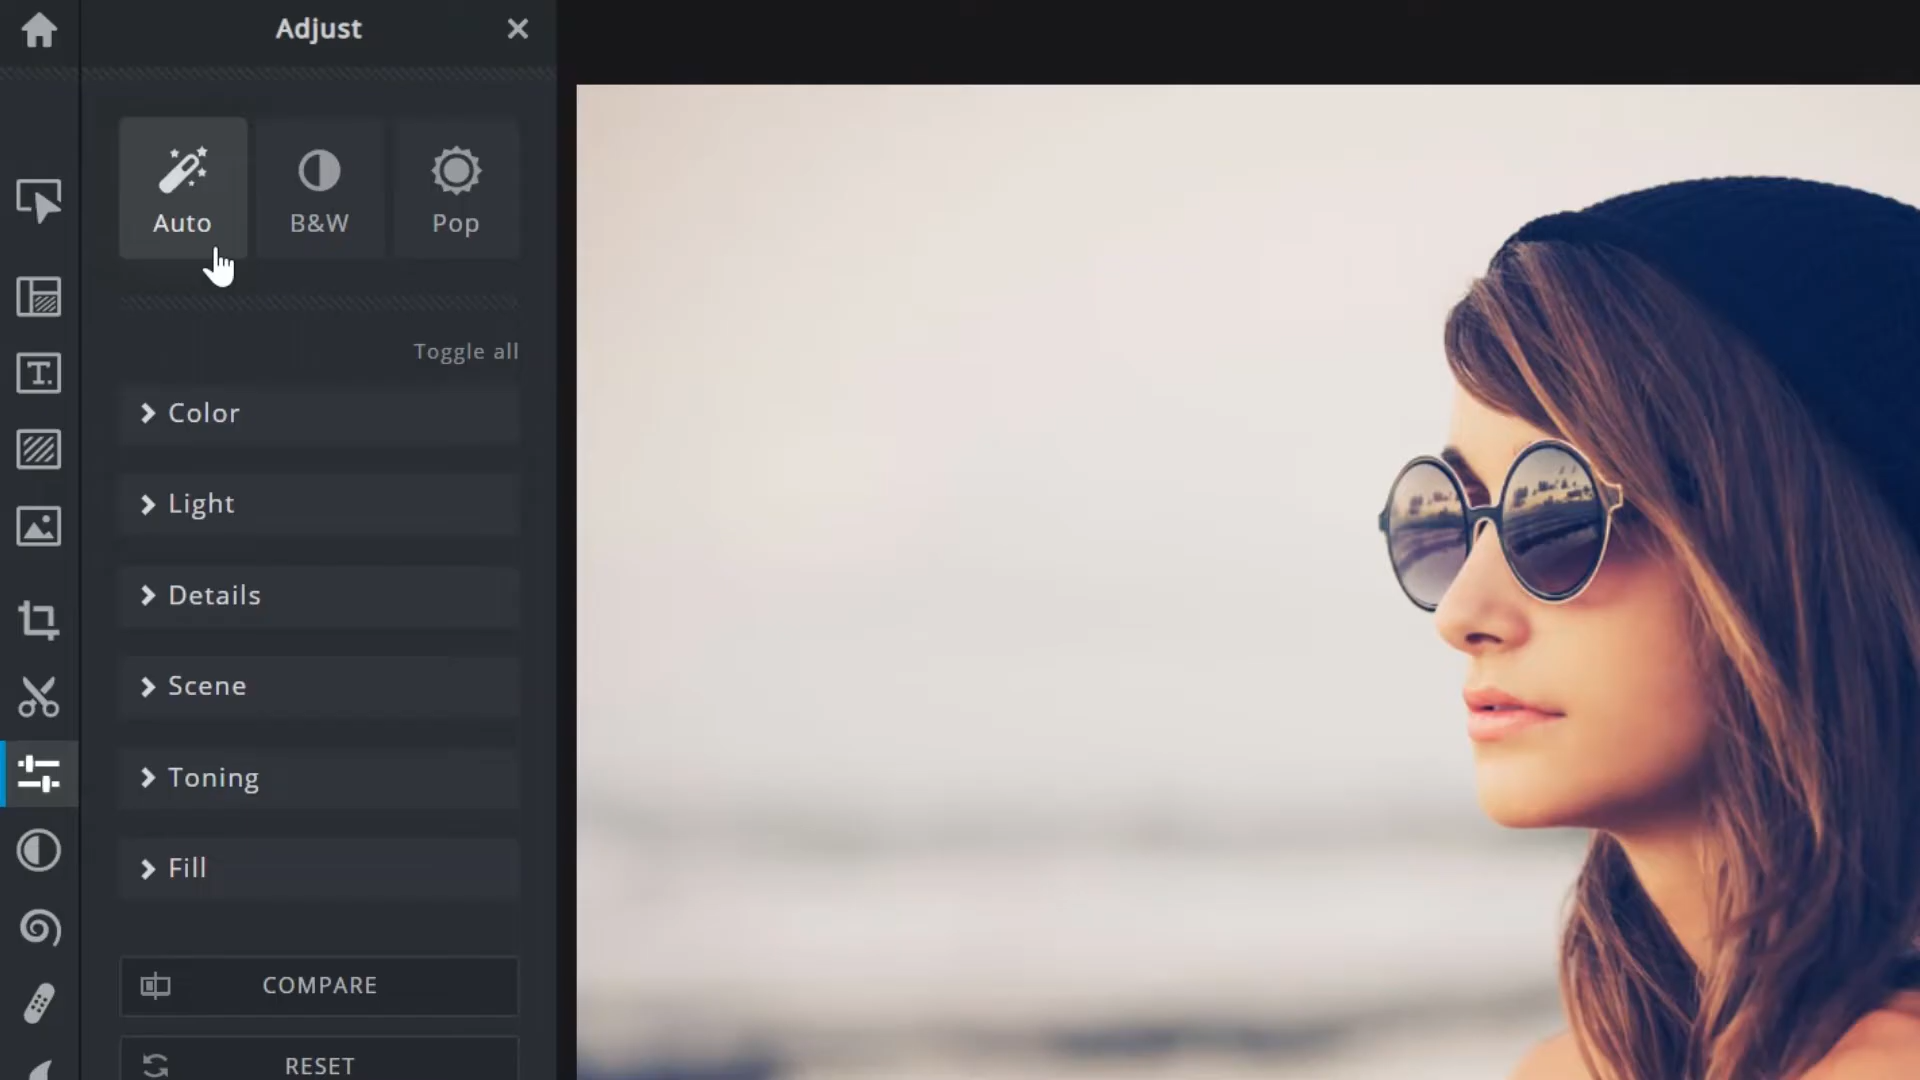 Adjust
Auto
B&W
Pop
Toggle all
Color
Light
Details
Scene
Toning
Fill
COMPARE
RESET